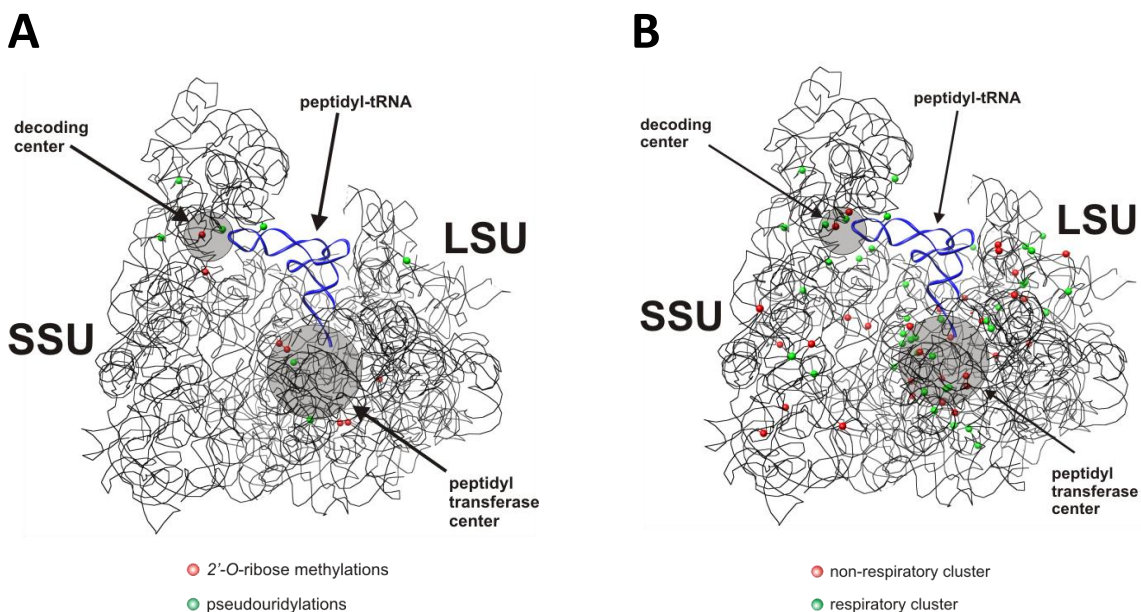 A
peptidyl-tRNA
decoding
center
LSU
SSU
peptidyl
transferase
center
2’-O-ribose methylations
pseudouridylations
B
peptidyl-tRNA
decoding
center
LSU
SSU
peptidyl
transferase
center
non-respiratory cluster
respiratory cluster